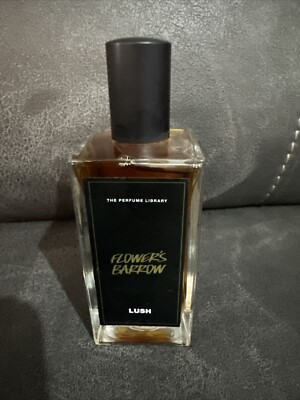 THE PERFUME LIBRARY
FLOWER'S
BARROW
LUSH